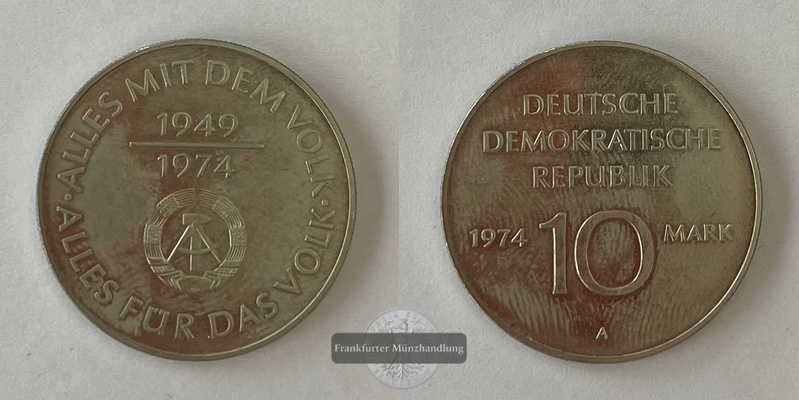 ALLES MIT DEM VOLK · ALLES FÜR DAS VOLK ·
1949
1974
DEUTSCHE
DEMOKRATISCHE
REPUBLIK
1974 10 MARK
A
Frankfurter Münzhandlung